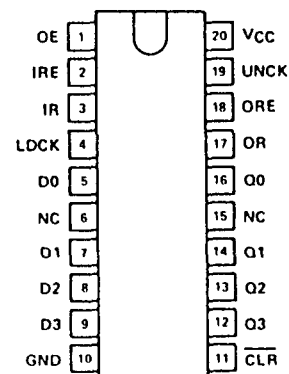 OE 1 20 VCC
IRE 2 19 UNCK
IR 3 18 ORE
LDCK 4 17 OR
D0 5 16 Q0
NC 6 15 NC
D1 7 14 Q1
D2 8 13 Q2
D3 9 12 Q3
GND 10 11 CLR